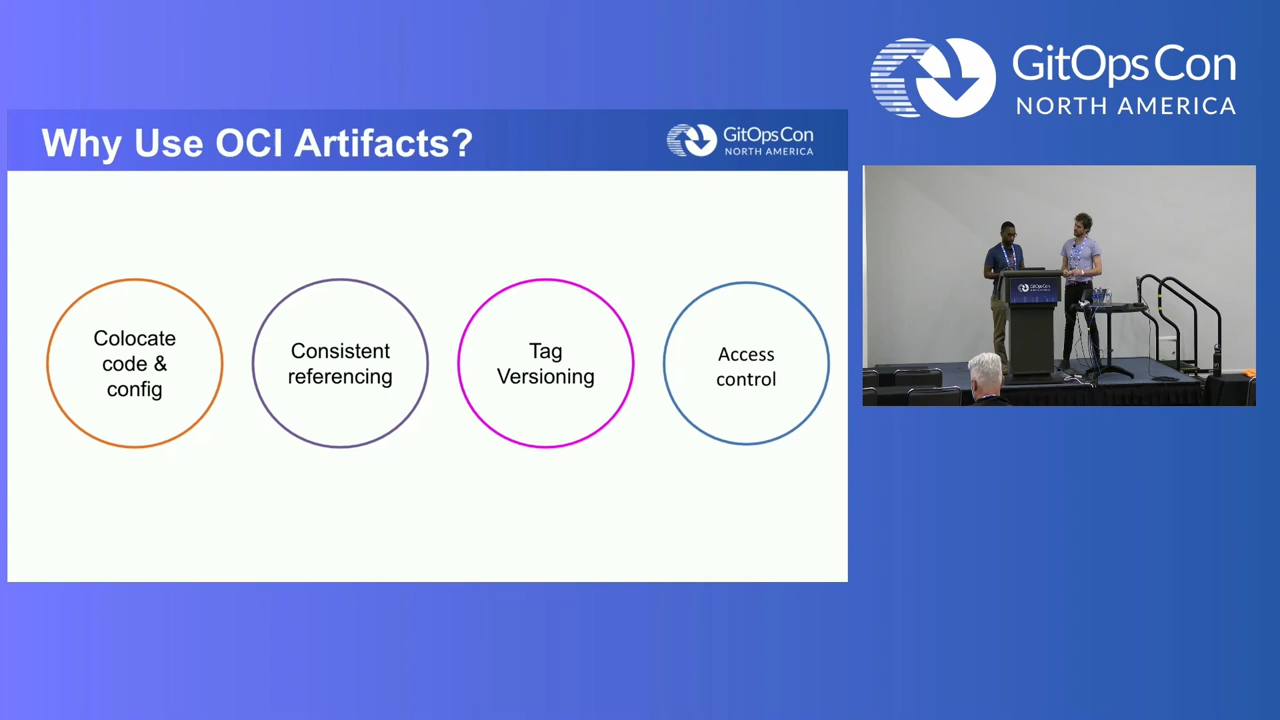 GitOpsCon
NORTH AMERICA
Why Use OCI Artifacts?
GitOpsCon
NORTH AMERICA
Colocate
code &
config
Consistent
referencing
Tag
Versioning
Access
control
GitOpsCon